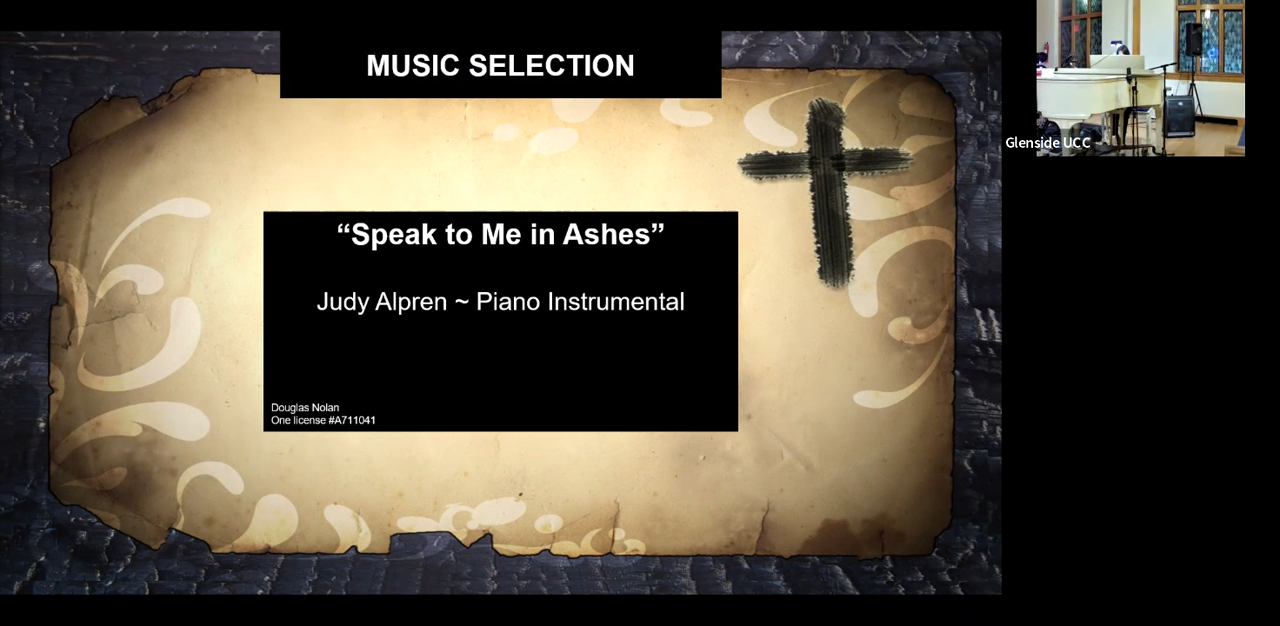 MUSIC SELECTION
“Speak to Me in Ashes”
Judy Alpren ~ Piano Instrumental
Douglas Nolan
One license #A711041
Glenside UCC